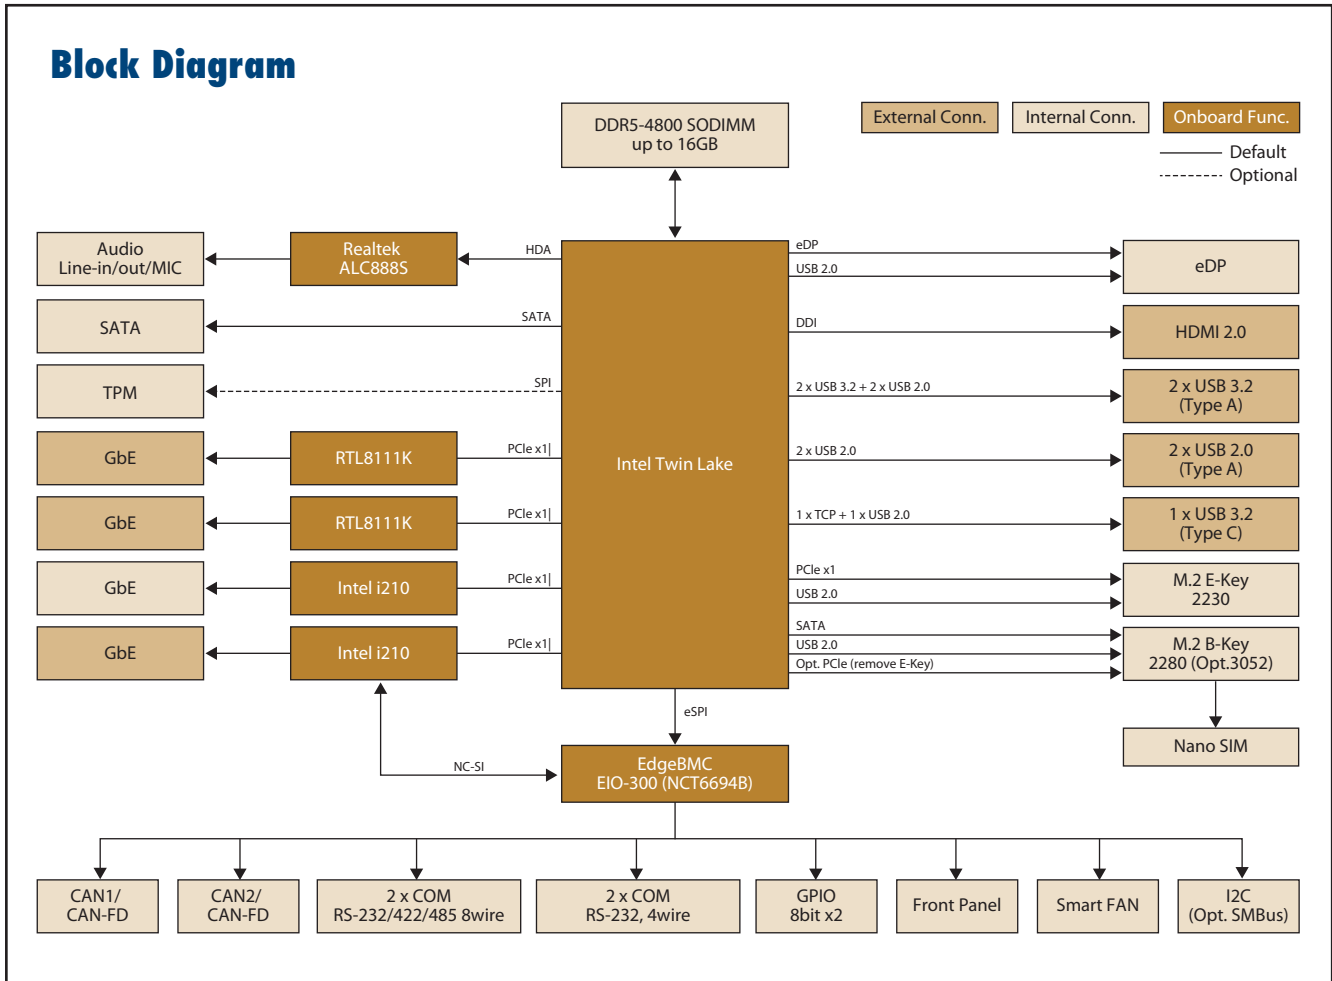 Block Diagram
DDR5-4800 SODIMM
up to 16GB
External Conn.
Internal Conn.
Onboard Func.
Default
Optional
Audio
Line-in/out/MIC
Realtek
ALC888S
HDA
SATA
SATA
TPM
SPI
GbE
RTL8111K
PCIe x1|
GbE
RTL8111K
PCIe x1|
GbE
Intel i210
PCIe x1|
GbE
Intel i210
PCIe x1|
Intel Twin Lake
eDP
USB 2.0
eDP
DDI
HDMI 2.0
2 x USB 3.2 + 2 x USB 2.0
2 x USB 3.2
(Type A)
2 x USB 2.0
2 x USB 2.0
(Type A)
1 x TCP + 1 x USB 2.0
1 x USB 3.2
(Type C)
PCIe x1
USB 2.0
M.2 E-Key
2230
SATA
USB 2.0
Opt. PCIe (remove E-Key)
M.2 B-Key
2280 (Opt.3052)
Nano SIM
eSPI
NC-SI
EdgeBMC
EIO-300 (NCT6694B)
CAN1/
CAN-FD
CAN2/
CAN-FD
2 x COM
RS-232/422/485 8wire
2 x COM
RS-232, 4wire
GPIO
8bit x2
Front Panel
Smart FAN
I2C
(Opt. SMBus)